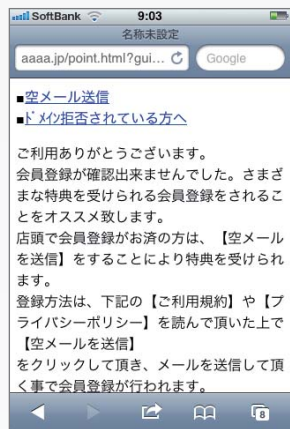 SoftBank 9:03
名称未設定
aaaa.jp/point.html?gui... Google
■空メール送信
■ドメイン拒否されている方へ
ご利用ありがとうございます。
会員登録が確認出来ませんでした。さまざ
まな特典を受けられる会員登録をされるこ
とをオススメ致します。
店頭で会員登録がお済の方は、【空メール
を送信】をすることにより特典を受けられ
ます。
登録方法は、下記の【ご利用規約】や【プ
ライバシーポリシー】を読んで頂いた上で
【空メールを送信】
をクリックして頂き、メールを送信して頂
く事で会員登録が行われます。
8